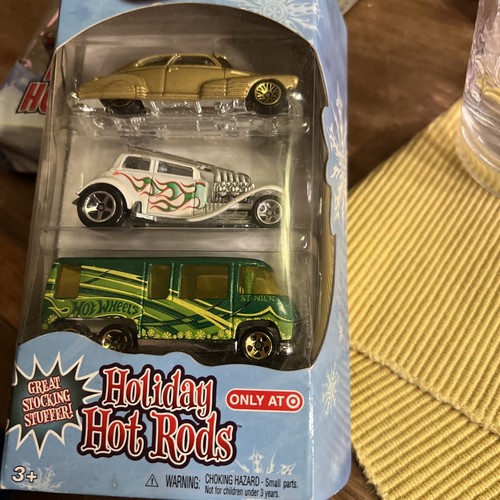 HOT WHEELS
ST. NICK
GREAT
STOCKING
STUFFER!
Holiday
Hot Rods™
ONLY AT
3+
WARNING: CHOKING HAZARD - Small parts.
Not for children under 3 years.